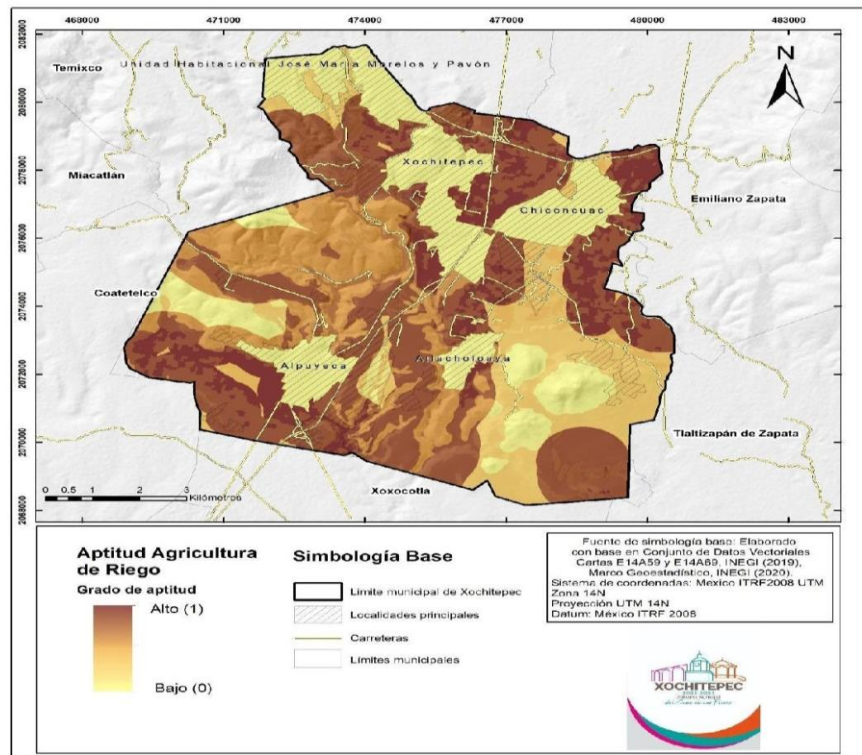 468000 471000 474000 477000 480000 483000
2082000
2080000
2078000
2076000
2074000
2072000
2070000
2068000
N
Temixco
Unidad Habitacional José María Morelos y Pavón
Miacatlán
Xochitepec
Chiconcuac
Emiliano Zapata
Coatetelco
Alpuyeca
Atlacholoaya
Tlaltizapán de Zapata
Xoxocotla
0 0.5 1 2 3
Kilómetros
Aptitud Agricultura
de Riego
Grado de aptitud
Alto (1)
Bajo (0)
Simbología Base
Límite municipal de Xochitepec
Localidades principales
Carreteras
Límites municipales
Fuente de simbología base: Elaborado
con base en Conjunto de Datos Vectoriales
Cartas E14A59 y E14A69, INEGI (2019),
Marco Geoestadístico, INEGI (2020).
Sistema de coordenadas: Mexico ITRF2008 UTM
Zona 14N
Proyección UTM 14N
Datum: México ITRF 2008
XOCHITEPEC